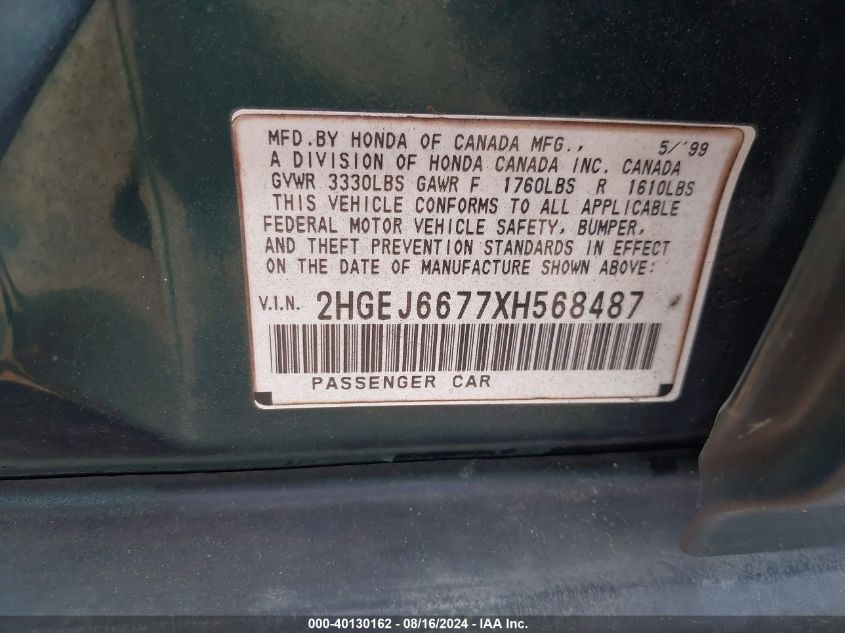 MFD.BY HONDA OF CANADA MFG., 5/'99
A DIVISION OF HONDA CANADA INC. CANADA
GVWR 3330LBS GAWR F 1760LBS R 1610LBS
THIS VEHICLE CONFORMS TO ALL APPLICABLE
FEDERAL MOTOR VEHICLE SAFETY, BUMPER,
AND THEFT PREVENTION STANDARDS IN EFFECT
ON THE DATE OF MANUFACTURE SHOWN ABOVE:
V.I.N. 2HGEJ6677XH568487
PASSENGER CAR
000-40130162 - 08/16/2024 - IAA, Inc.